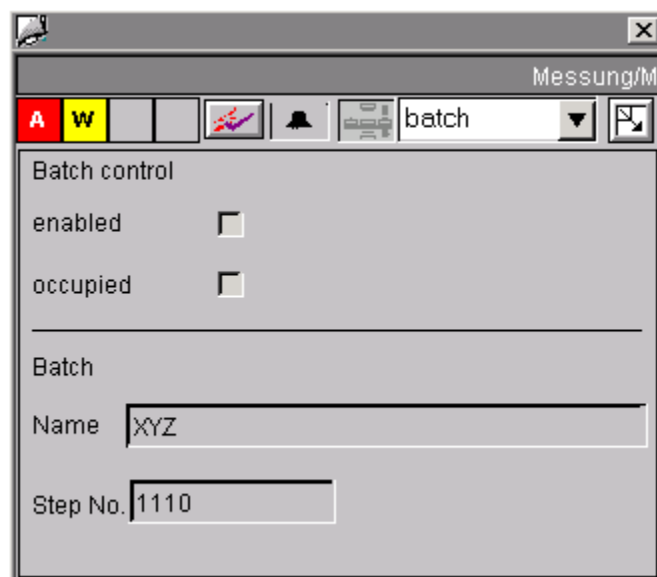 Messung/M
A W batch
Batch control
enabled
occupied
Batch
Name XYZ
Step No. 1110